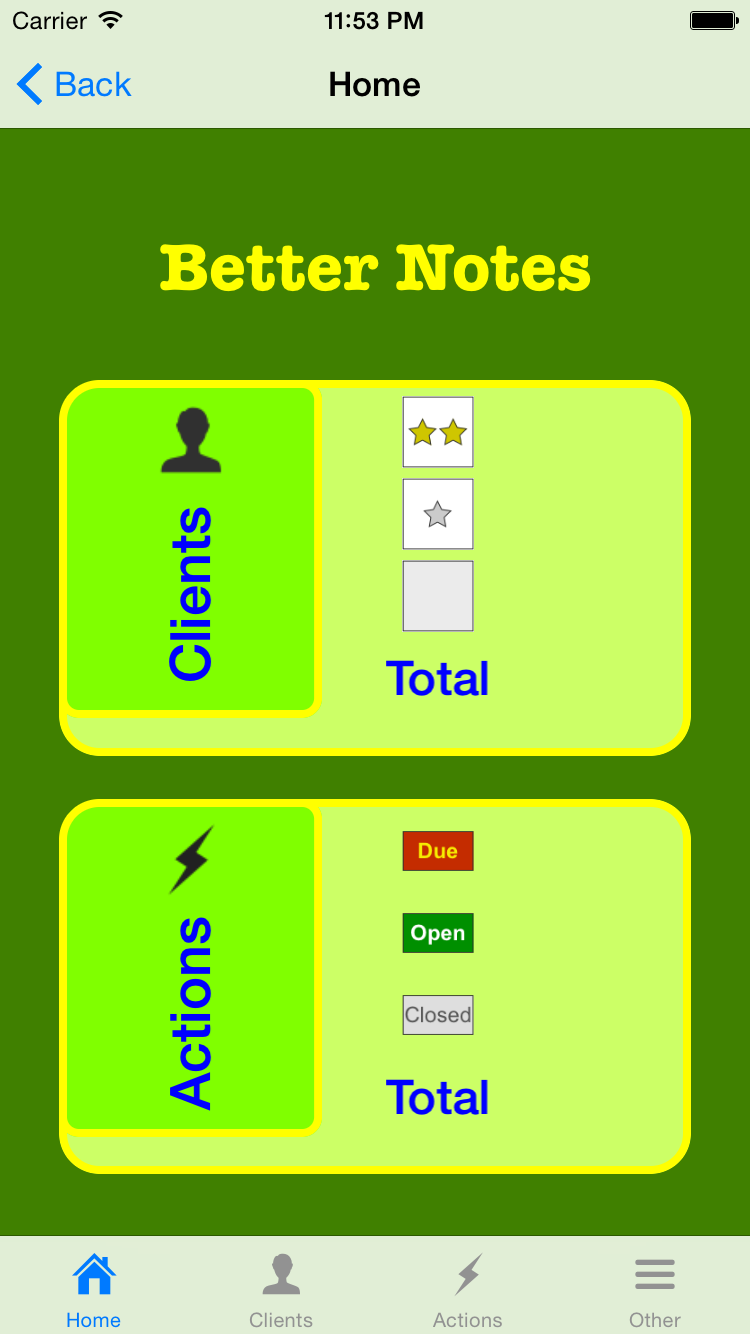 Carrier 11:53 PM
Back Home
Better Notes
Clients
Total
Actions
Due
Open
Closed
Total
Home Clients Actions Other